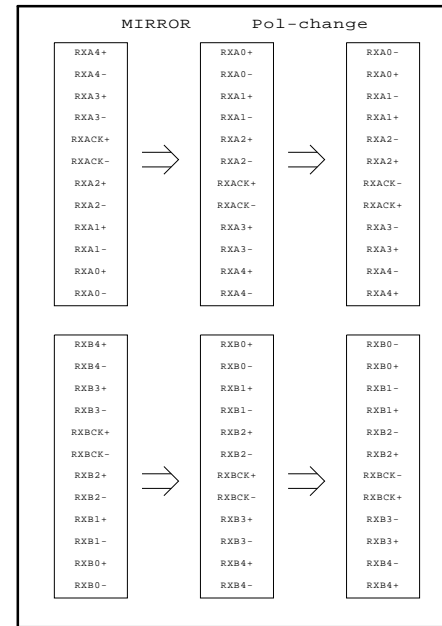 MIRROR Pol-change
RXA4+ RXA0+ RXA0-
RXA4- RXA0- RXA0+
RXA3+ RXA1+ RXA1-
RXA3- RXA1- RXA1+
RXACK+ RXA2+ RXA2-
RXACK- RXA2- RXA2+
RXA2+ RXACK+ RXACK-
RXA2- RXACK- RXACK+
RXA1+ RXA3+ RXA3-
RXA1- RXA3- RXA3+
RXA0+ RXA4+ RXA4-
RXA0- RXA4- RXA4+
RXB4+ RXB0+ RXB0-
RXB4- RXB0- RXB0+
RXB3+ RXB1+ RXB1-
RXB3- RXB1- RXB1+
RXBCK+ RXB2+ RXB2-
RXBCK- RXB2- RXB2+
RXB2+ RXBCK+ RXBCK-
RXB2- RXBCK- RXBCK+
RXB1+ RXB3+ RXB3-
RXB1- RXB3- RXB3+
RXB0+ RXB4+ RXB4-
RXB0- RXB4- RXB4+